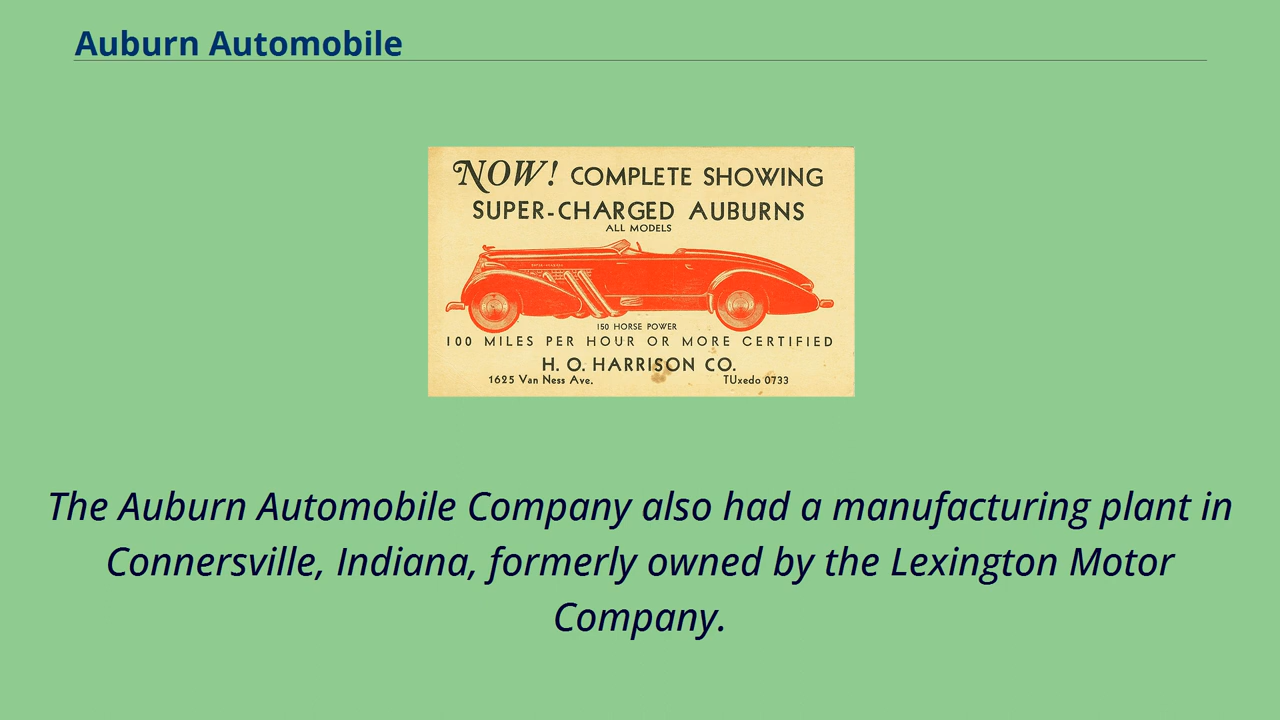 Auburn Automobile
NOW! COMPLETE SHOWING
SUPER-CHARGED AUBURNS
ALL MODELS
150 HORSE POWER
100 MILES PER HOUR OR MORE CERTIFIED
H. O. HARRISON CO.
1625 Van Ness Ave. TUxedo 0733
The Auburn Automobile Company also had a manufacturing plant in
Connersville, Indiana, formerly owned by the Lexington Motor
Company.